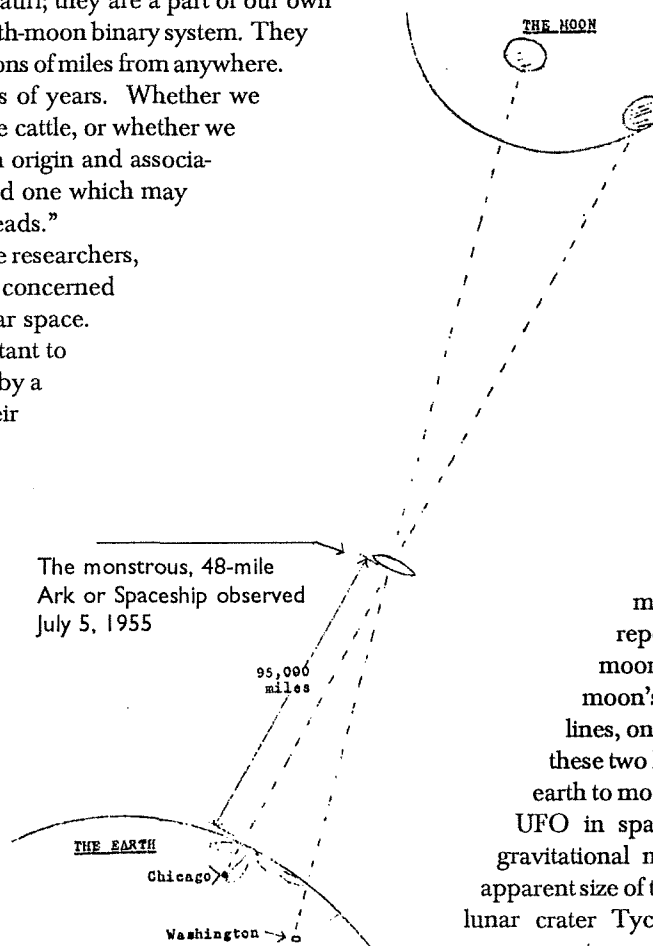 they are a part of our own
th-moon binary system. They
ons of miles from anywhere.
s of years. Whether we
e cattle, or whether we
n origin and associa-
d one which may
eads.”
e researchers,
concerned
ar space.
tant to
by a
eir
THE MOON
The monstrous, 48-mile
Ark or Spaceship observed
July 5, 1955
95,000
miles
THE EARTH
Chicago
Washington
m
rep
moon
moon's
lines, on
these two
earth to mo
UFO in spa
gravitational m
apparent size of t
lunar crater Tyc